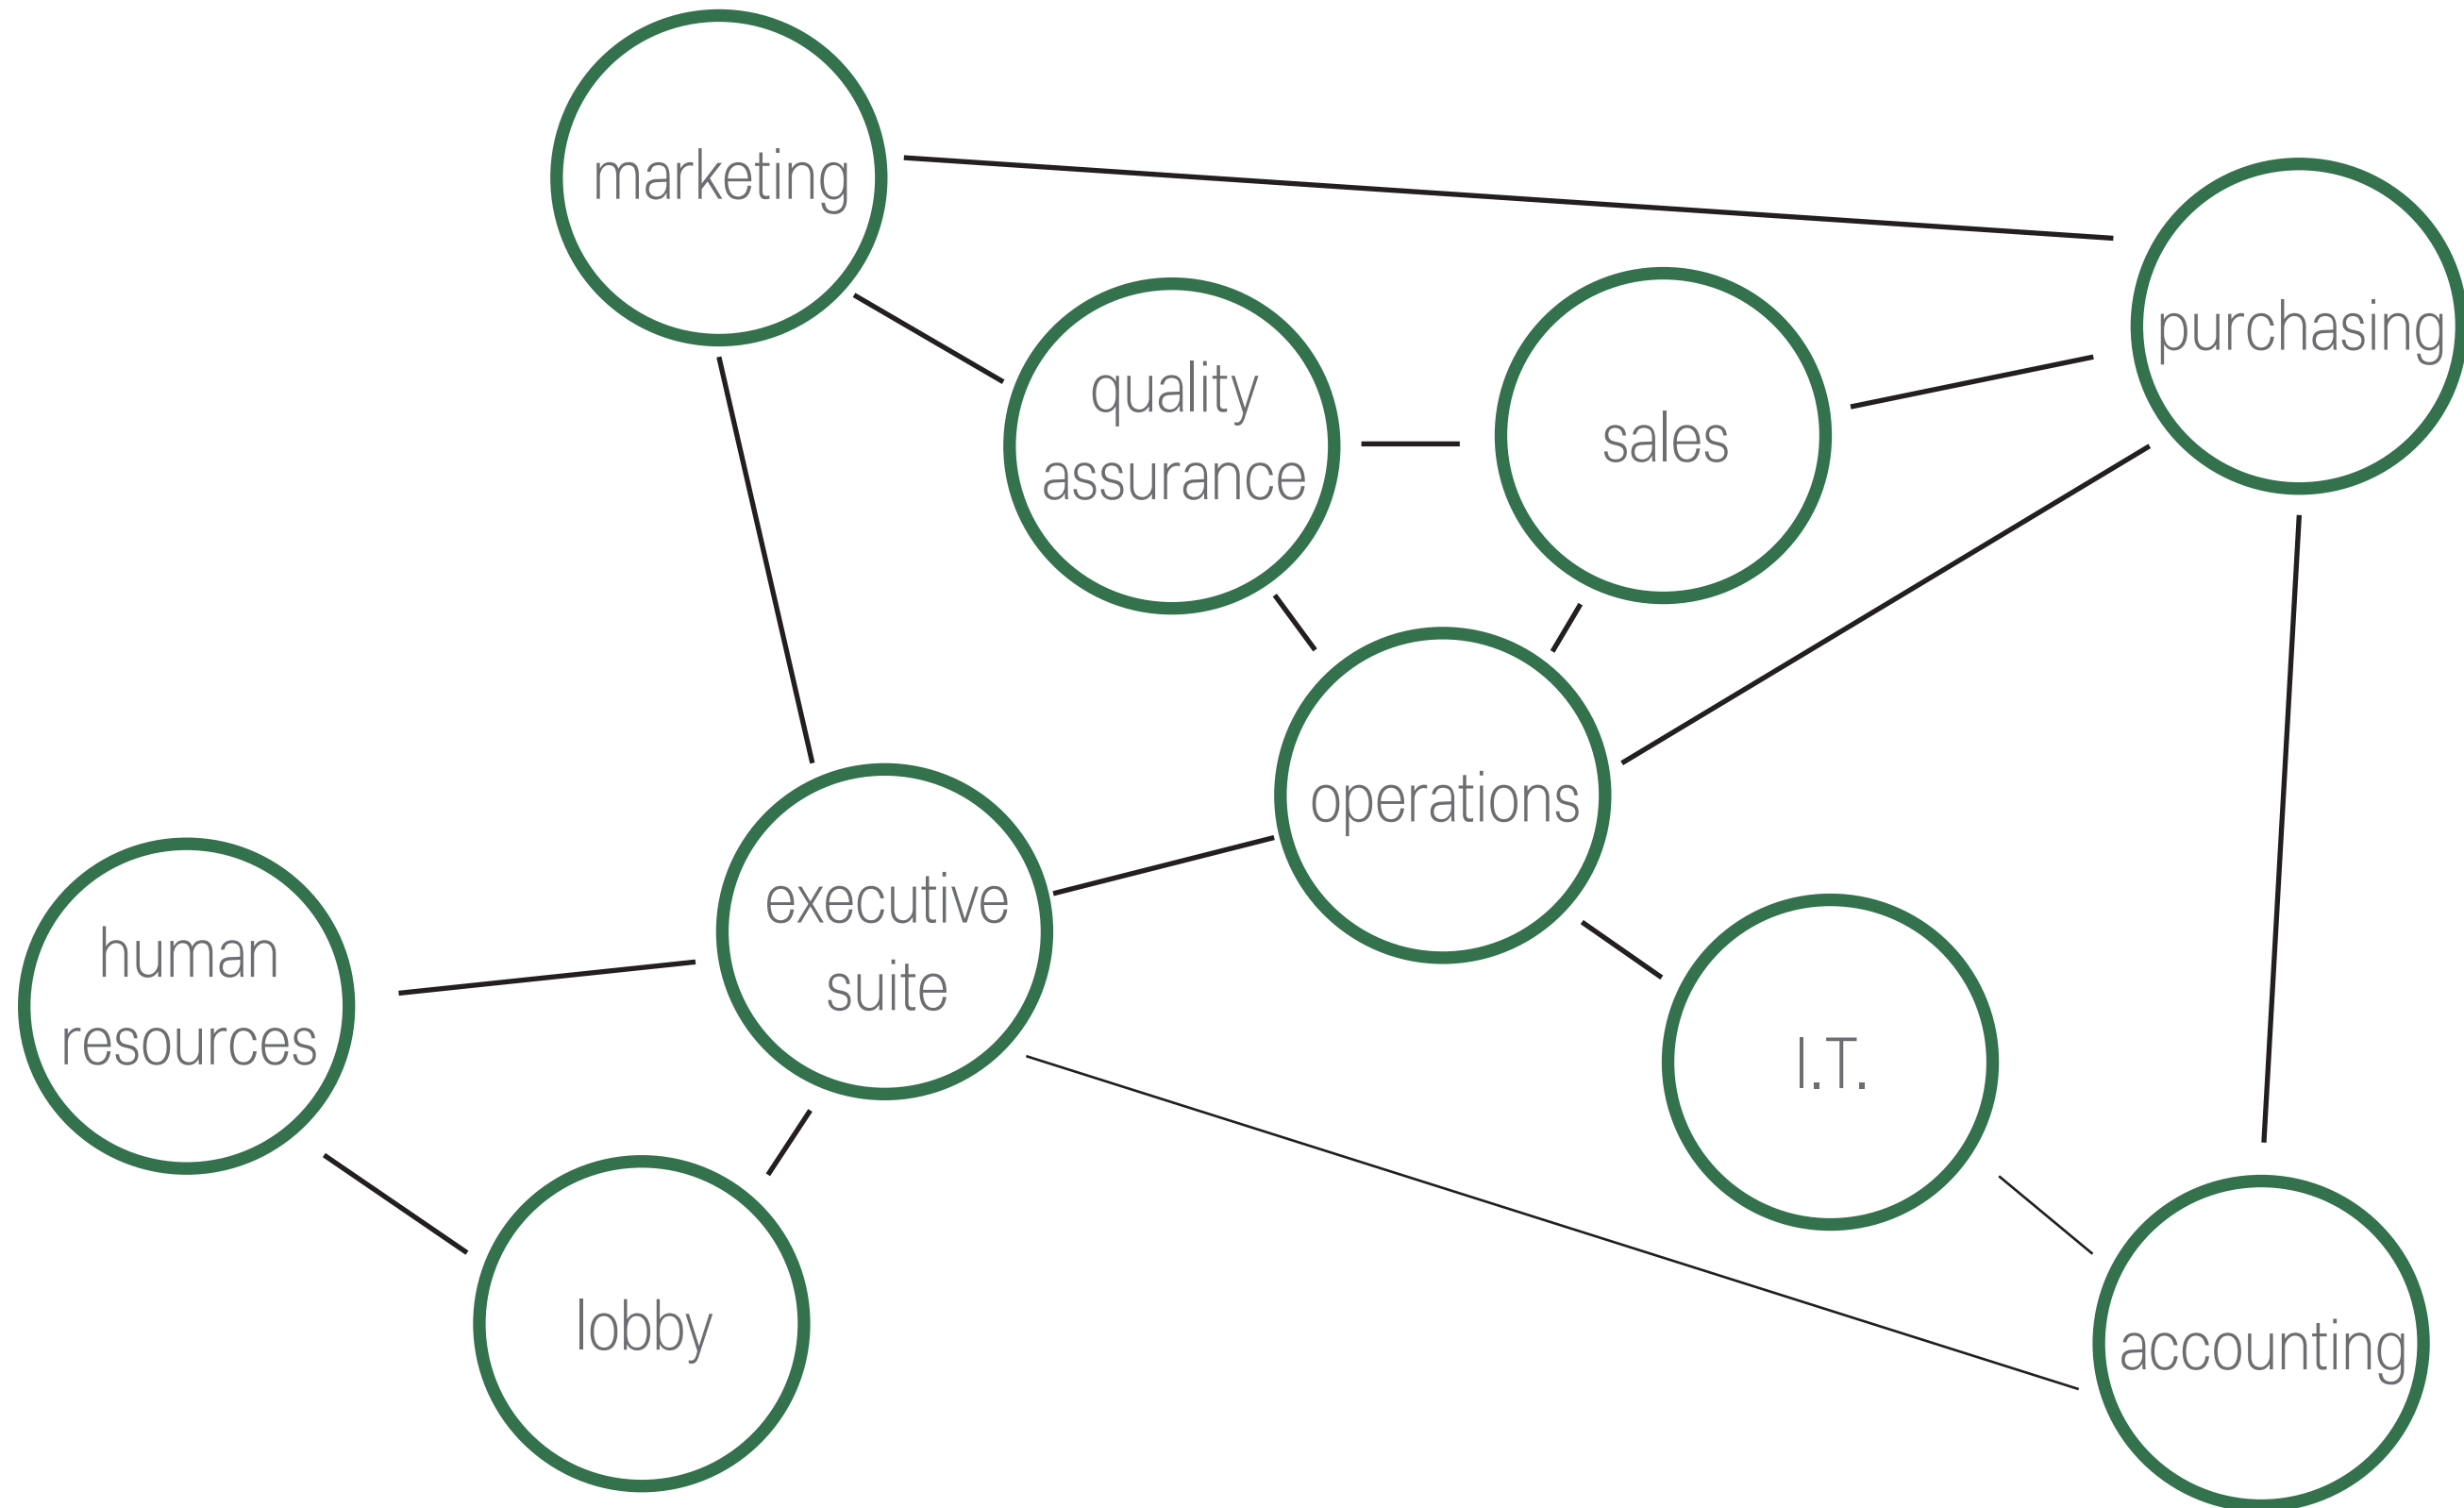 marketing
purchasing
quality
assurance
sales
operations
executive
suite
human
resources
I.T.
lobby
accounting